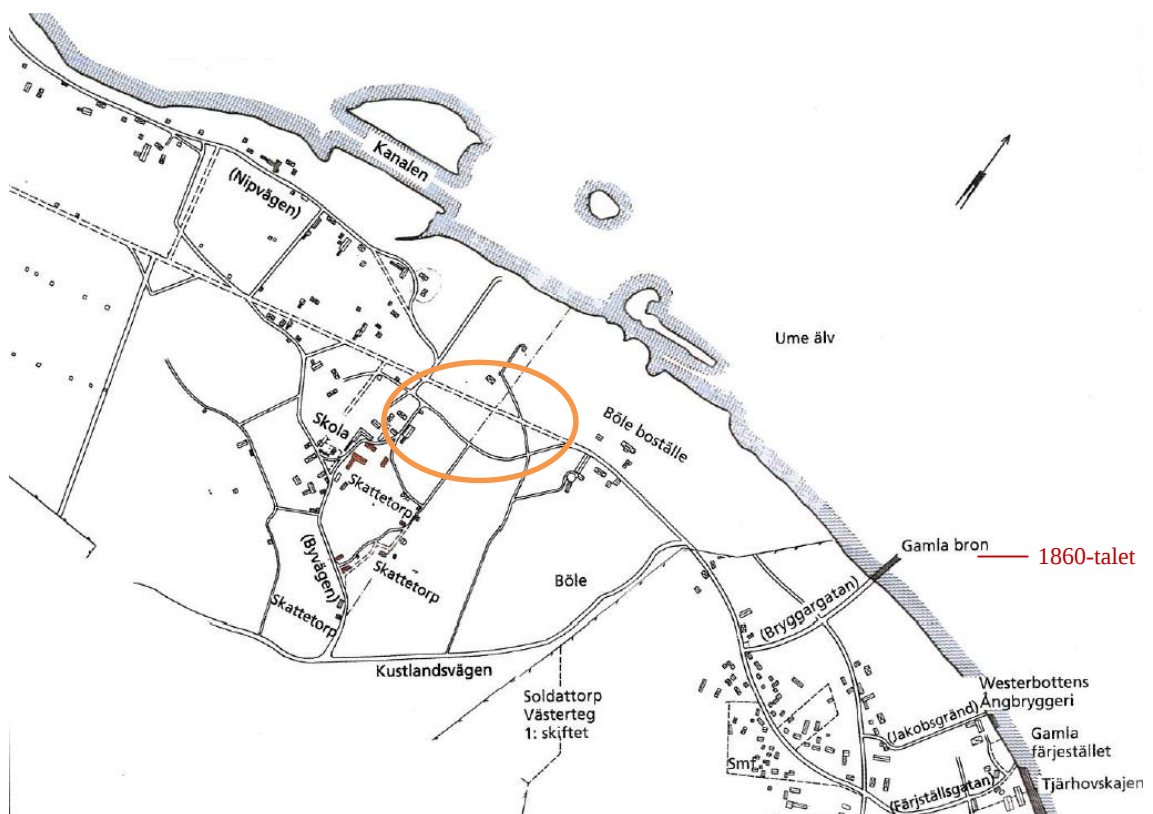 Kanalen
(Nipvägen)
Ume älv
Skola
Böle boställe
Skattetorp
Gamla bron
1860-talet
(Byvägen)
Skattetorp
Böle
Skattetorp
(Bryggargatan)
Kustlandsvägen
Soldattorp
Västerteg
1: skiftet
Westerbottens
Ångbryggeri
(Jakobsgränd)
Gamla
färjestället
Smf
Tjärhovskajen
(Färjställsgatan)